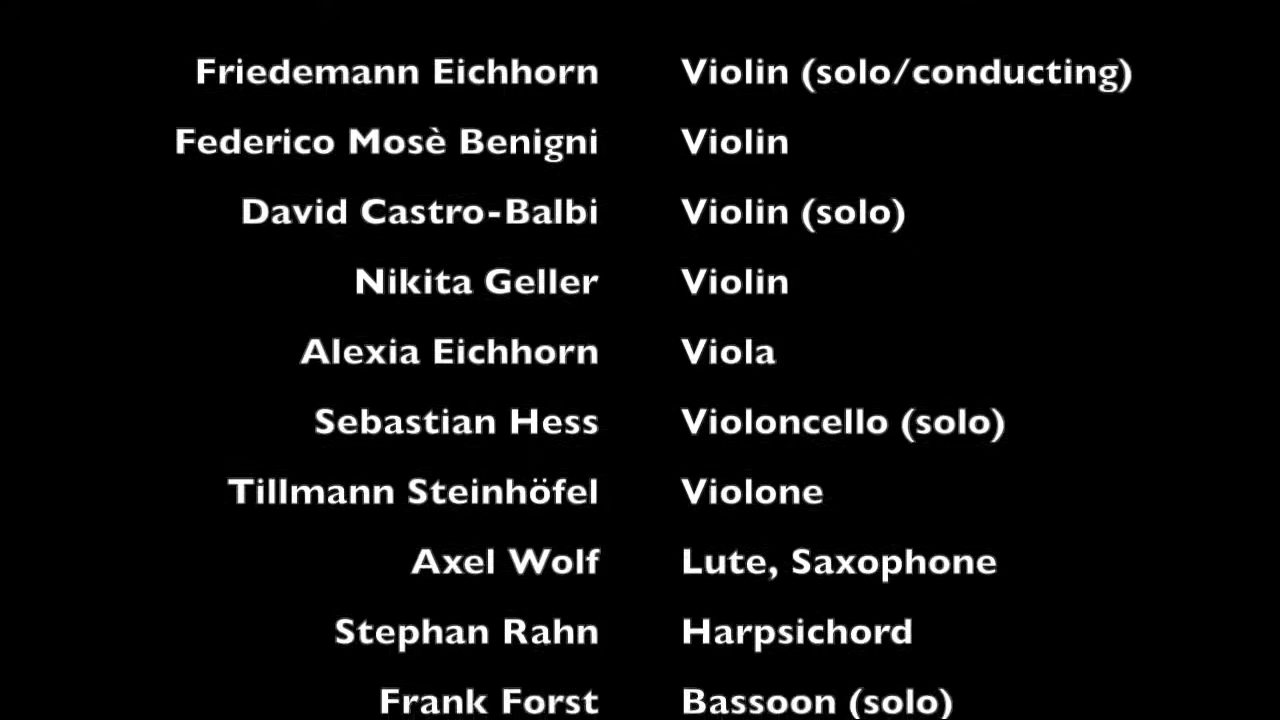 Friedemann Eichhorn Violin (solo/conducting)
Federico Mosè Benigni Violin
David Castro-Balbi Violin (solo)
Nikita Geller Violin
Alexia Eichhorn Viola
Sebastian Hess Violoncello (solo)
Tillmann Steinhöfel Violone
Axel Wolf Lute, Saxophone
Stephan Rahn Harpsichord
Frank Forst Bassoon (solo)